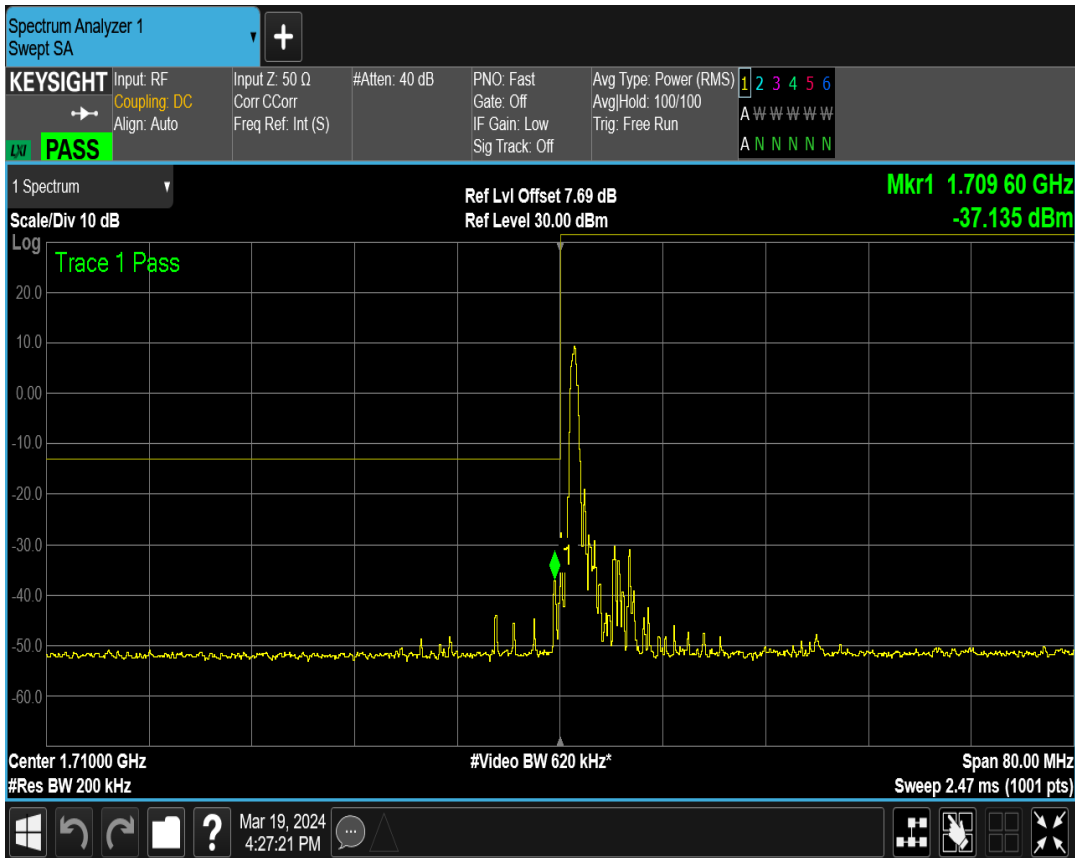 Spectrum Analyzer 1
Swept SA
+
KEYSIGHT
LXI PASS
Input: RF
Coupling: DC
Align: Auto
Input Z: 50 Ω
Corr CCorr
Freq Ref: Int (S)
#Atten: 40 dB
PNO: Fast
Gate: Off
IF Gain: Low
Sig Track: Off
Avg Type: Power (RMS)
Avg|Hold: 100/100
Trig: Free Run
1 2 3 4 5 6
A W W W W W
A N N N N N
1 Spectrum
Scale/Div 10 dB
Ref Lvl Offset 7.69 dB
Ref Level 30.00 dBm
Mkr1 1.709 60 GHz
-37.135 dBm
Log
Trace 1 Pass
20.0
10.0
0.00
-10.0
-20.0
-30.0
-40.0
-50.0
-60.0
1
Center 1.71000 GHz
#Res BW 200 kHz
#Video BW 620 kHz*
Span 80.00 MHz
Sweep 2.47 ms (1001 pts)
?
Mar 19, 2024
4:27:21 PM